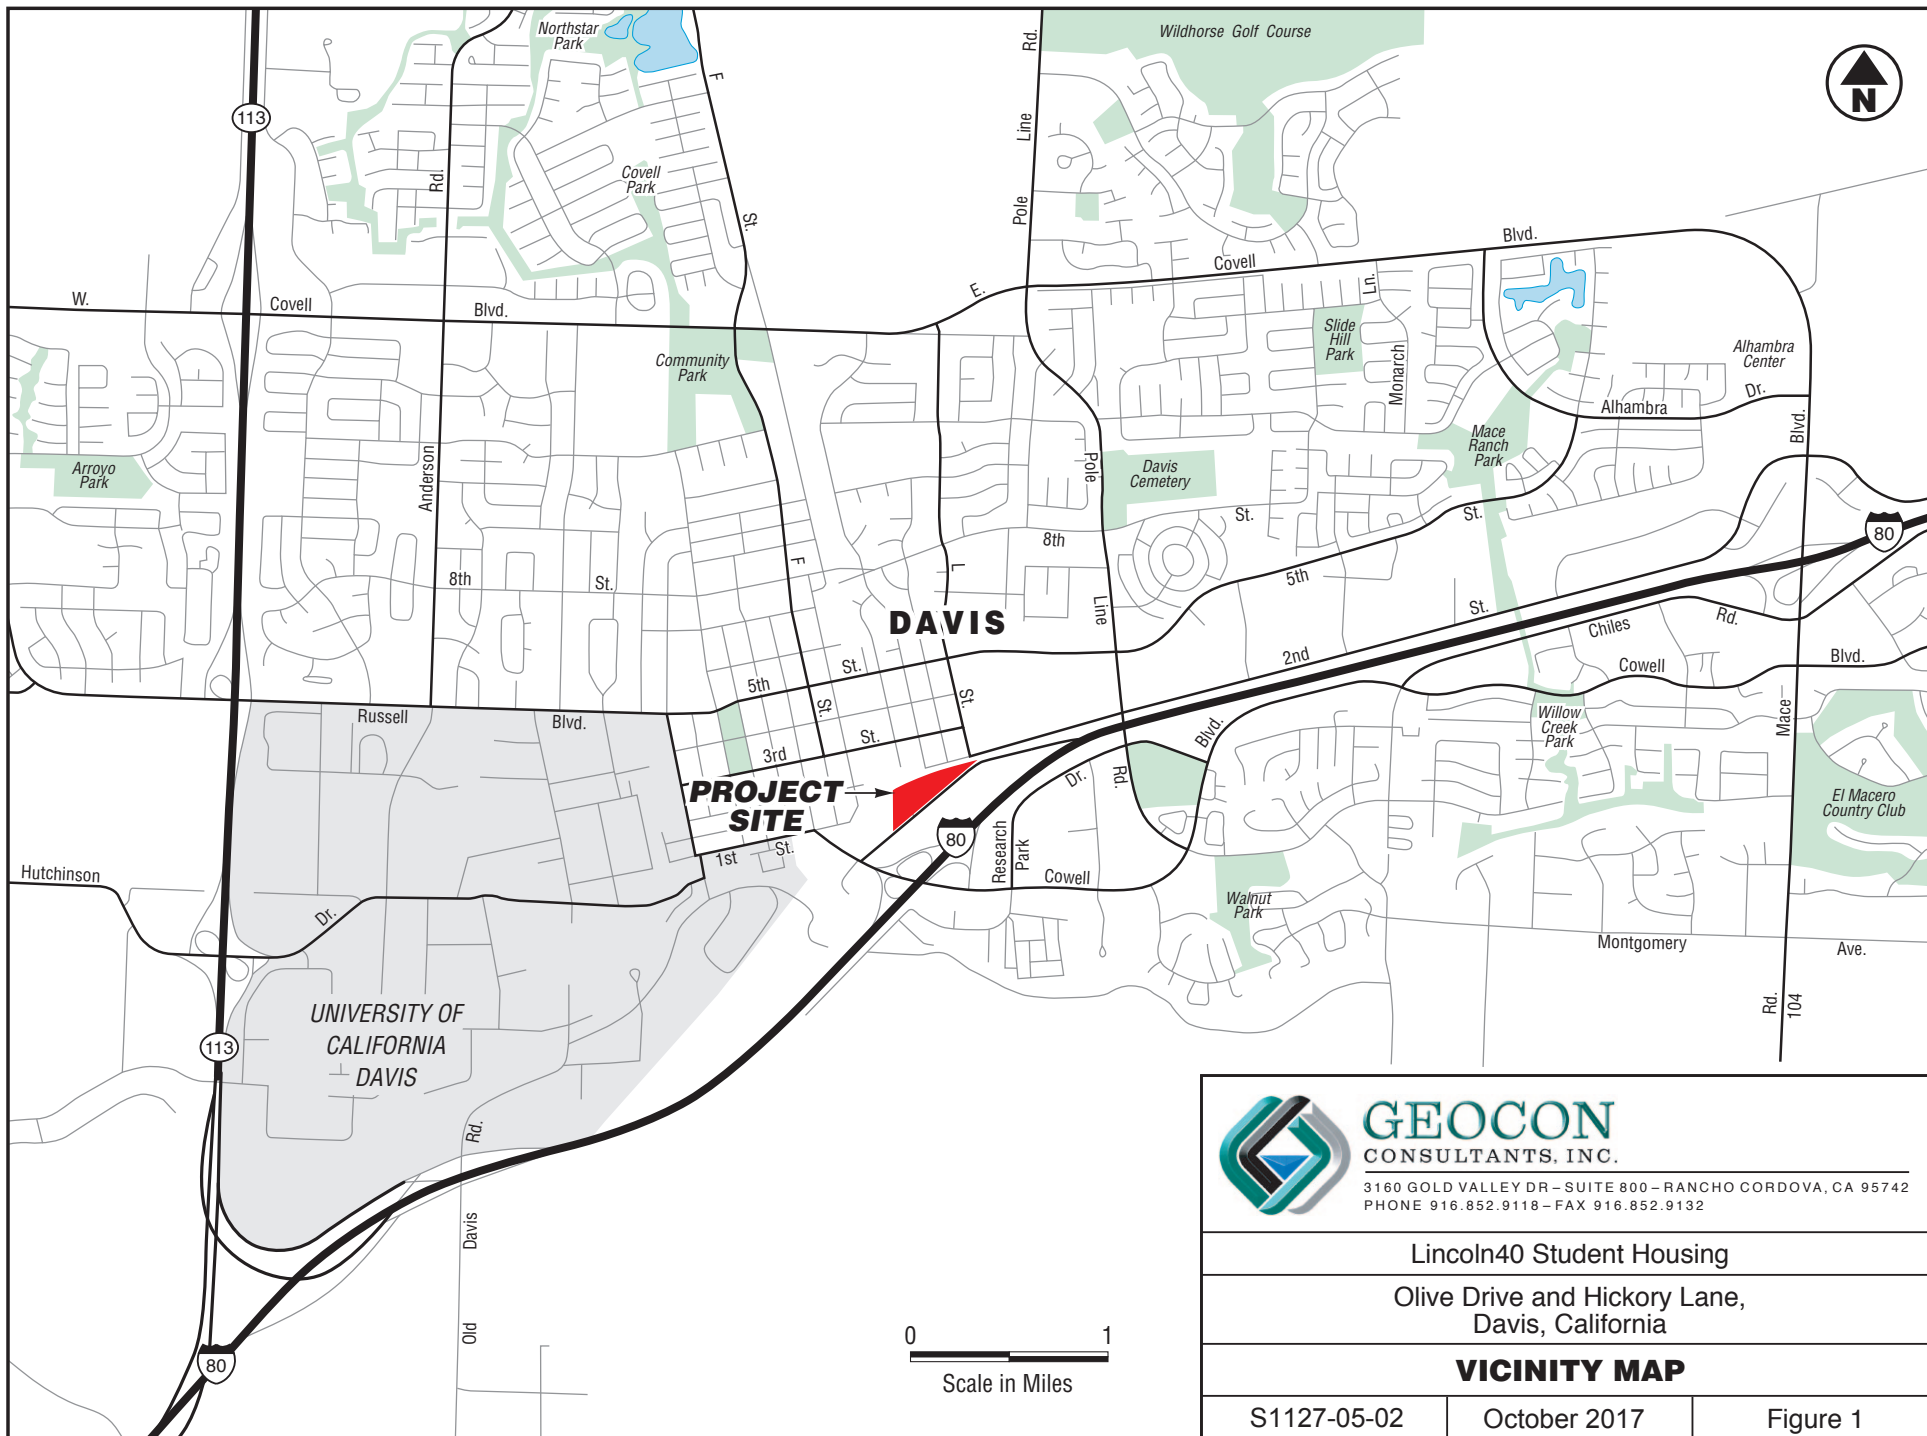 Northstar
Park
Wildhorse Golf Course
F
St.
Pole Line Rd.
N
113
Rd.
Covell
Park
Covell
Blvd.
W.
Covell
Blvd.
E.
Ln.
Monarch
Slide
Hill
Park
Alhambra
Center
Community
Park
Alhambra
Dr.
Blvd.
Mace
Ranch
Park
Arroyo
Park
Anderson
Pole
Davis
Cemetery
St.
St.
80
8th
8th
St.
F
L
5th
Line
DAVIS
St.
Chiles
Rd.
2nd
Cowell
Blvd.
St.
5th
St.
St.
Russell
Blvd.
St.
3rd
Willow
Creek
Park
Mace
Blvd.
Dr.
Rd.
PROJECT
SITE
El Macero
Country Club
80
1st
St.
Research
Park
Cowell
Hutchinson
Dr.
Walnut
Park
Montgomery
Ave.
Rd.
104
UNIVERSITY OF
CALIFORNIA
DAVIS
113
Rd.
Davis
Old
80
0 1
Scale in Miles
GEOCON
CONSULTANTS, INC.
3160 GOLD VALLEY DR – SUITE 800 – RANCHO CORDOVA, CA 95742
PHONE 916.852.9118 – FAX 916.852.9132
Lincoln40 Student Housing
Olive Drive and Hickory Lane,
Davis, California
VICINITY MAP
S1127-05-02 October 2017 Figure 1